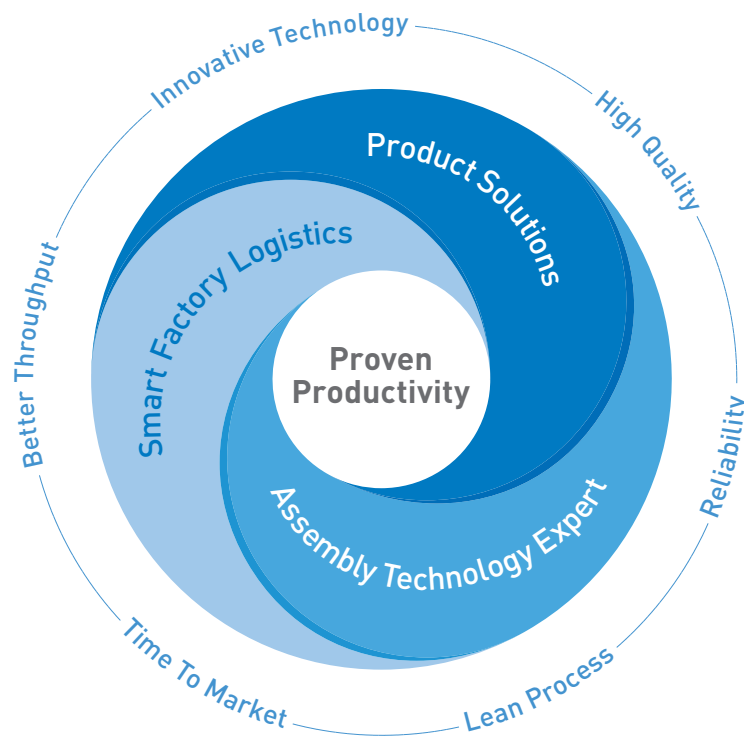 Innovative Technology
High Quality
Reliability
Lean Process
Time To Market
Better Throughput
Product Solutions
Assembly Technology Expert
Smart Factory Logistics
Proven
Productivity